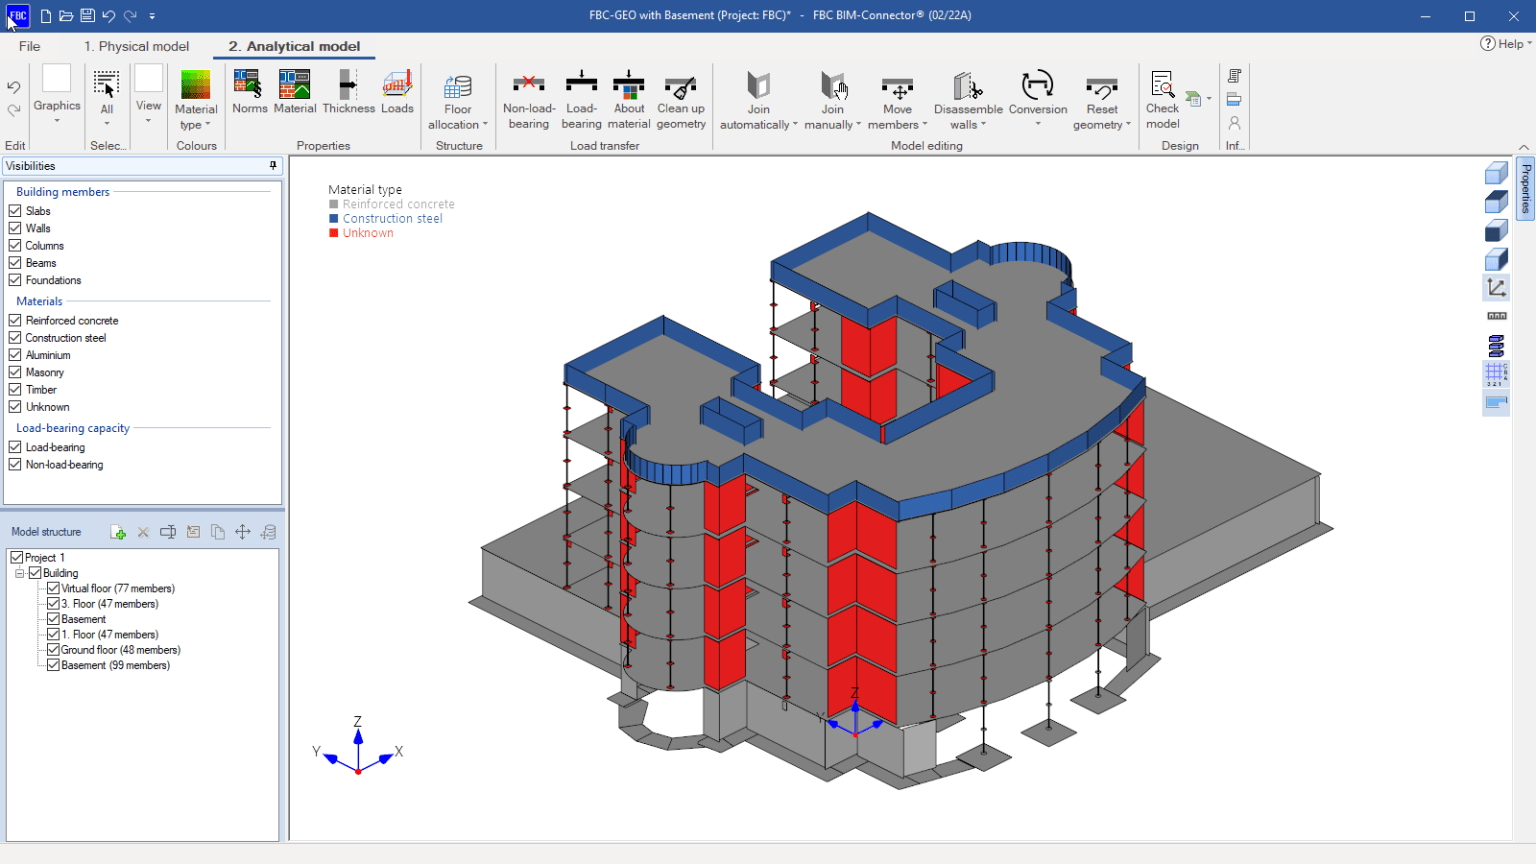 FBC
FBC-GEO with Basement (Project: FBC)* - FBC BIM-Connector® (02/22A)
File
1. Physical model
2. Analytical model
? Help
Graphics
All
View
Material type
Norms
Material
Thickness
Loads
Floor allocation
Non-load-bearing
Load-bearing
About material
Clean up geometry
Join automatically
Join manually
Move members
Disassemble walls
Conversion
Reset geometry
Check model
Edit
Selec...
Colours
Properties
Structure
Load transfer
Model editing
Design
Inf...
Visibilities
Building members
Slabs
Walls
Columns
Beams
Foundations
Materials
Reinforced concrete
Construction steel
Aluminium
Masonry
Timber
Unknown
Load-bearing capacity
Load-bearing
Non-load-bearing
Model structure
Project 1
Building
Virtual floor (77 members)
3. Floor (47 members)
Basement
1. Floor (47 members)
Ground floor (48 members)
Basement (99 members)
Material type
Reinforced concrete
Construction steel
Unknown
Z
Y
X
Z
Y
Properties